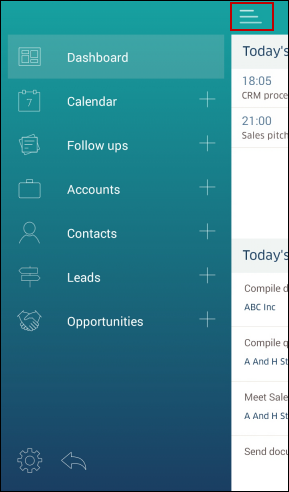 Dashboard
7
Calendar
Follow ups
Accounts
Contacts
Leads
Opportunities
Today's
18:05
CRM proce
21:00
Sales pitch
Today's
Compile d
ABC Inc
Compile q
A And H St
Meet Sale
A And H St
Send docu